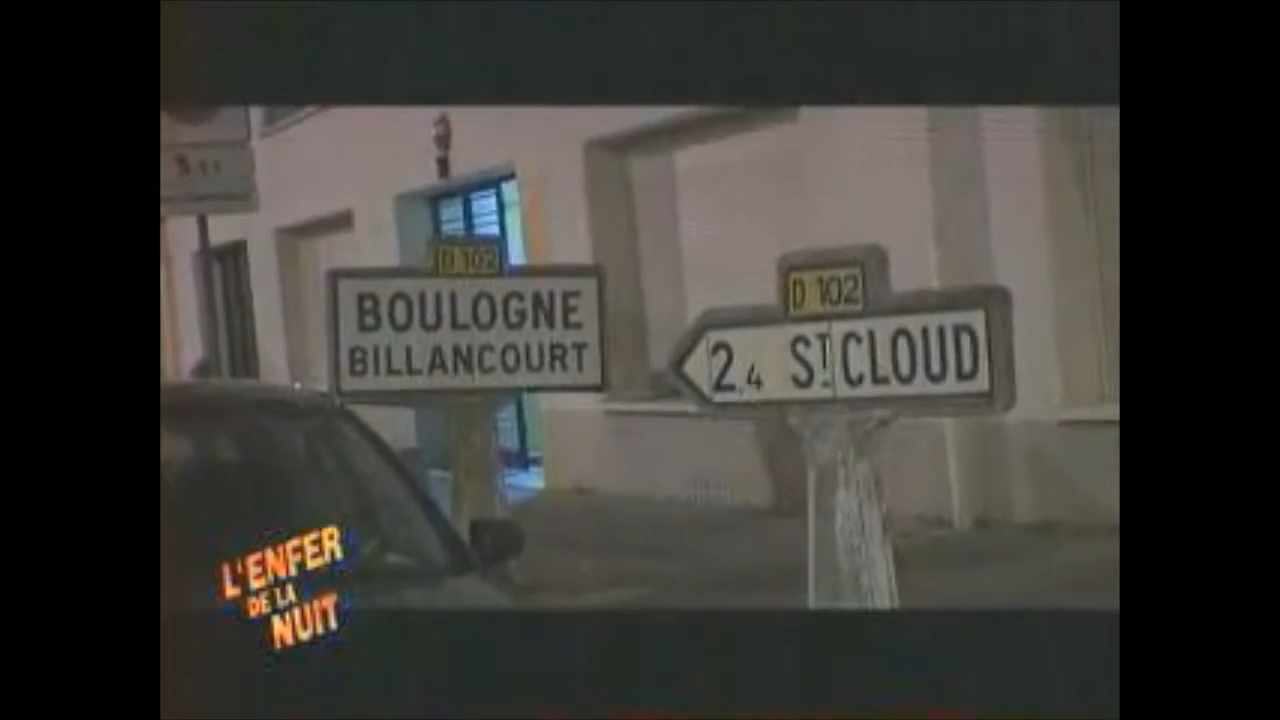 D 102
BOULOGNE
BILLANCOURT
D 102
2,4 ST CLOUD
L'ENFER
DE LA
NUIT